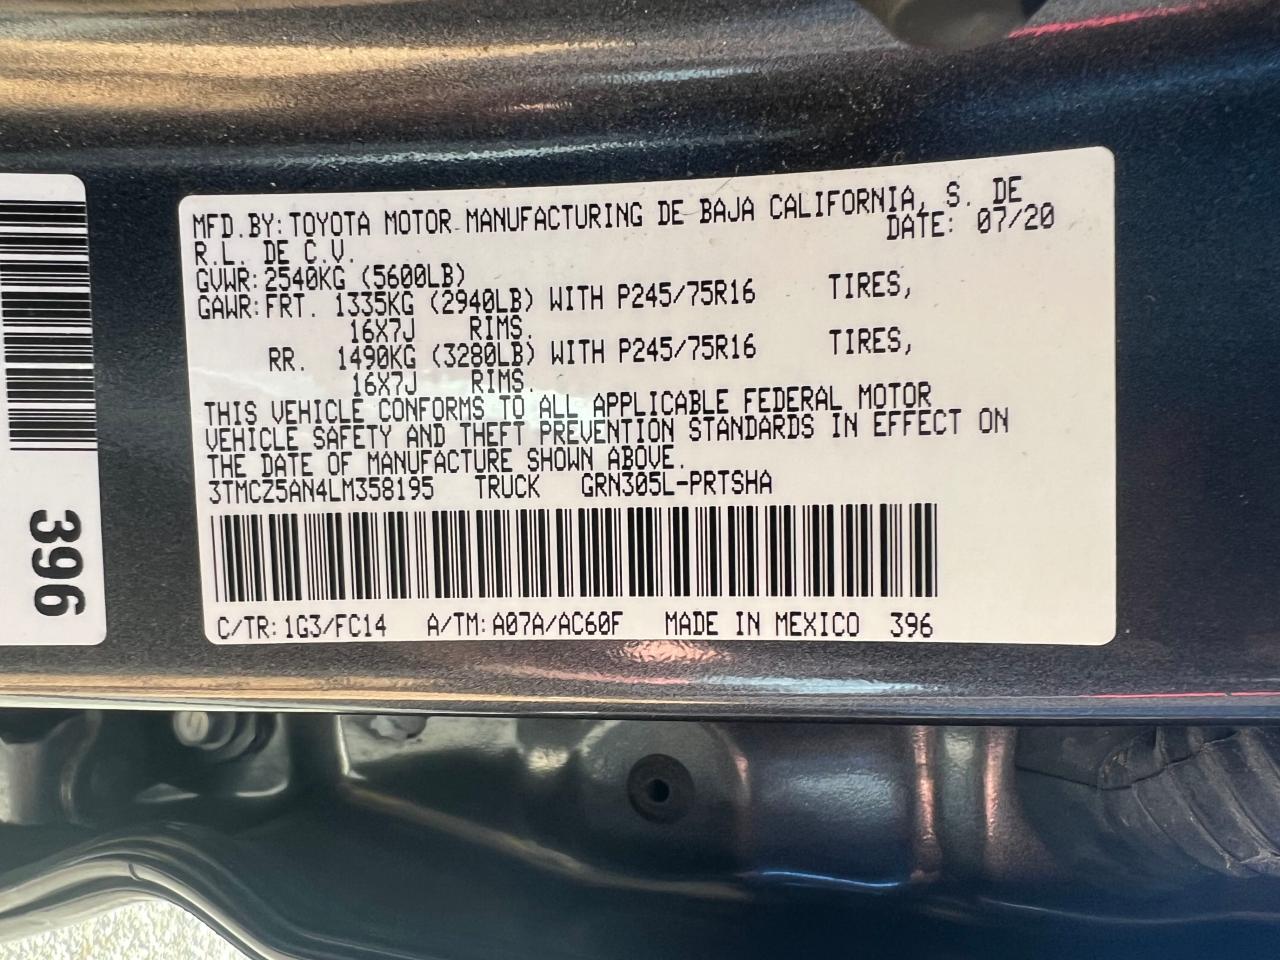 MFD.BY:TOYOTA MOTOR MANUFACTURING DE BAJA CALIFORNIA, S. DE
R.L. DE C.V. DATE: 07/20
GVWR:2540KG (5600LB)
GAWR:FRT. 1335KG (2940LB) WITH P245/75R16 TIRES,
16X7J RIMS.
RR. 1490KG (3280LB) WITH P245/75R16 TIRES,
16X7J RIMS.
THIS VEHICLE CONFORMS TO ALL APPLICABLE FEDERAL MOTOR
VEHICLE SAFETY AND THEFT PREVENTION STANDARDS IN EFFECT ON
THE DATE OF MANUFACTURE SHOWN ABOVE.
3TMCZ5AN4LM358195 TRUCK GRN305L-PRTSHA
C/TR:1G3/FC14 A/TM:A07A/AC60F MADE IN MEXICO 396
396